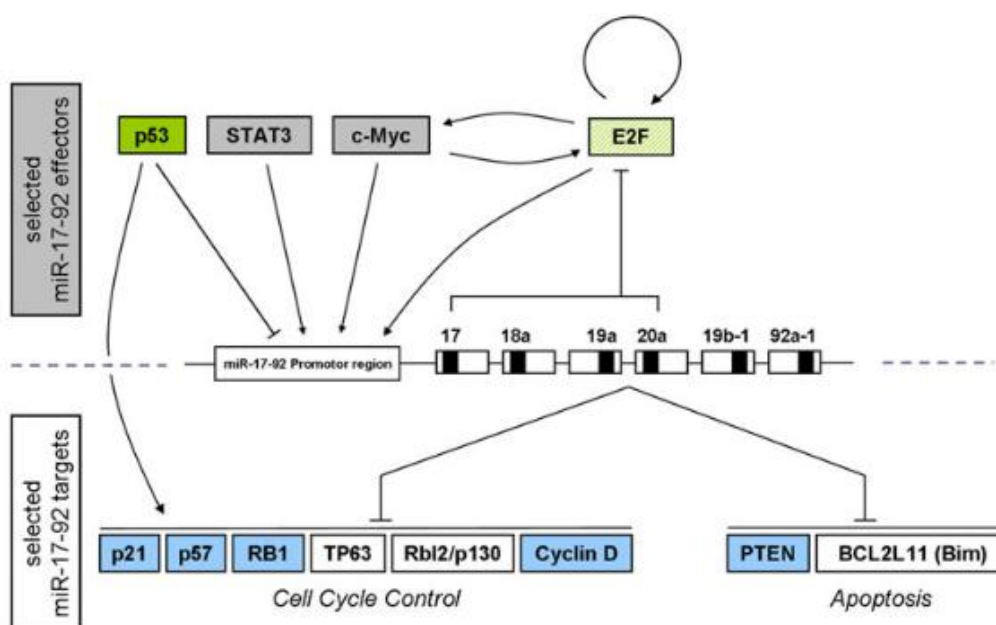 selected
miR-17-92 effectors
p53
STAT3
c-Myc
E2F
17
18a
19a
20a
19b-1
92a-1
miR-17-92 Promotor region
selected
miR-17-92 targets
p21
p57
RB1
TP63
Rbl2/p130
Cyclin D
PTEN
BCL2L11 (Bim)
Cell Cycle Control
Apoptosis